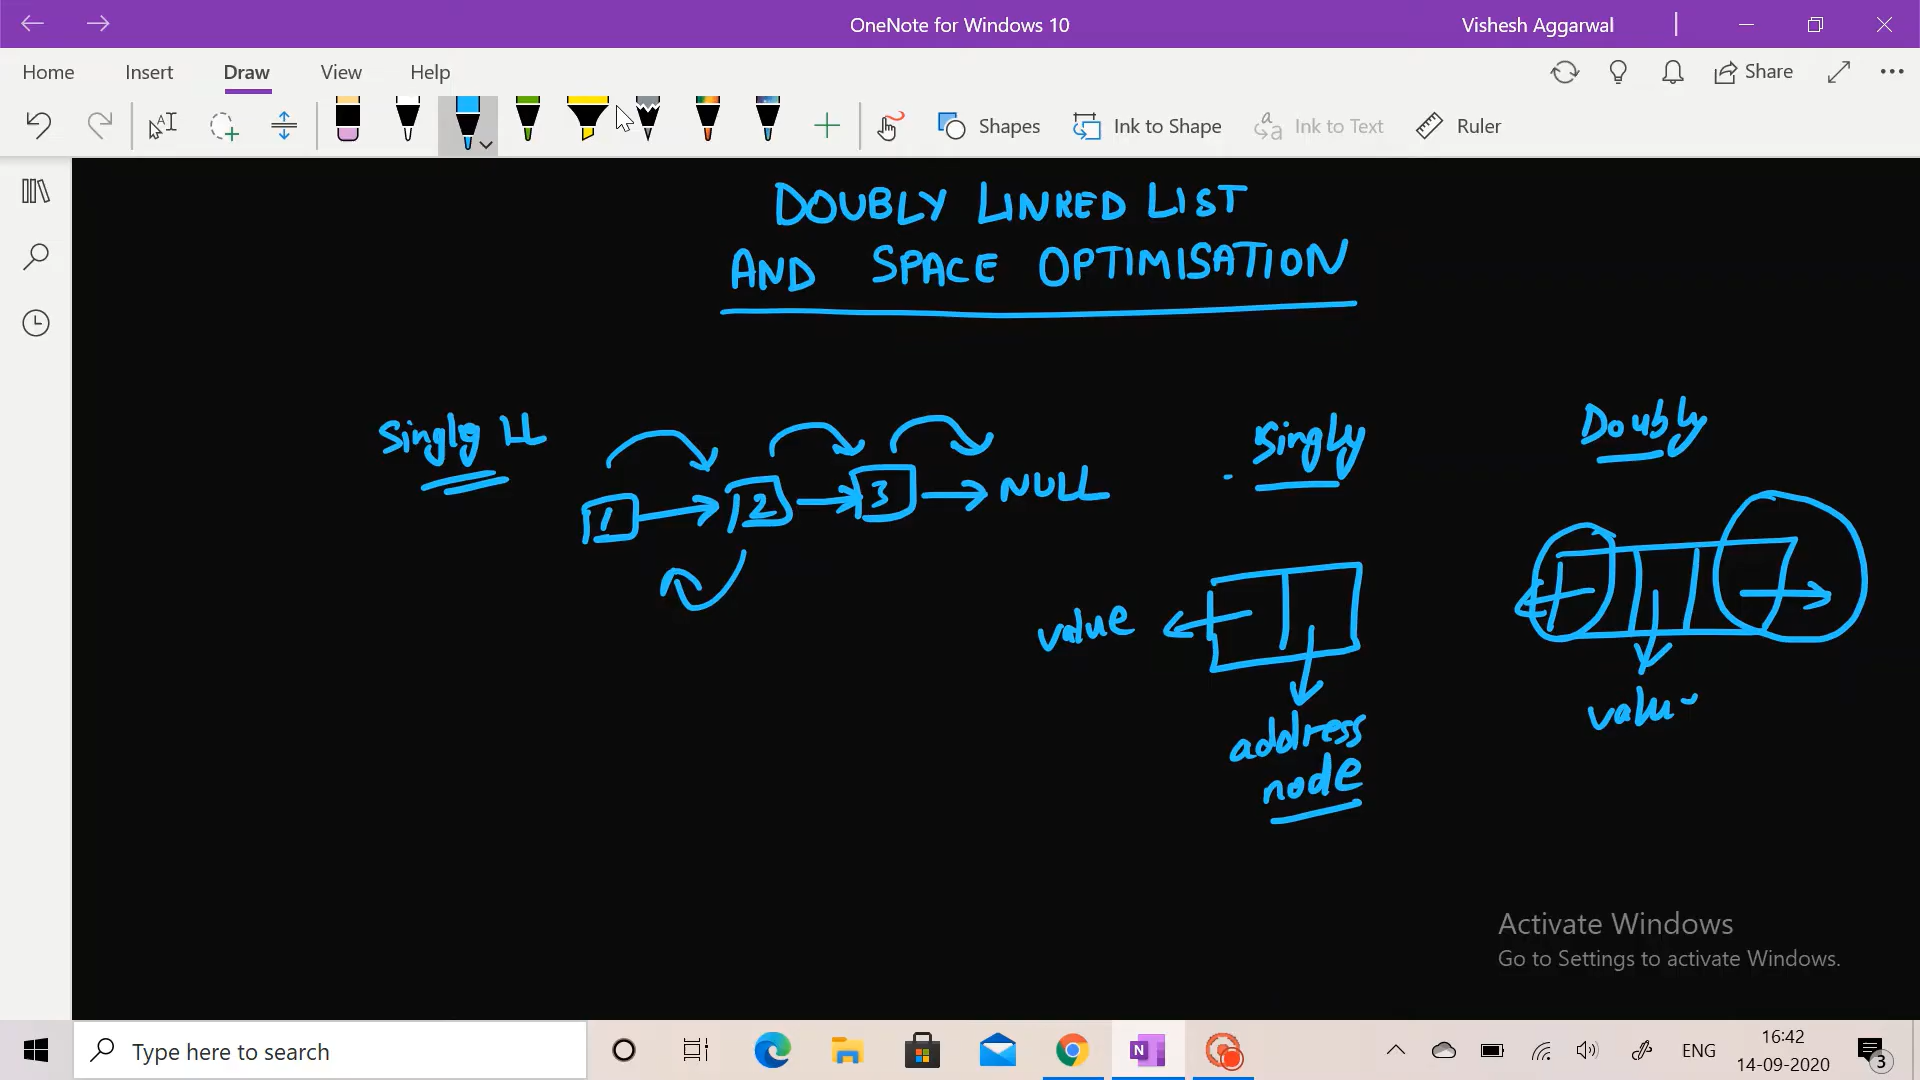 OneNote for Windows 10
Vishesh Aggarwal
Home Insert Draw View Help
Share
Shapes Ink to Shape Ink to Text Ruler
DOUBLY LINKED LIST
AND SPACE OPTIMISATION
Singly LL
1 2 3 NULL
Singly
Doubly
value
address
node
value
Activate Windows
Go to Settings to activate Windows.
Type here to search
ENG
16:42
14-09-2020
3